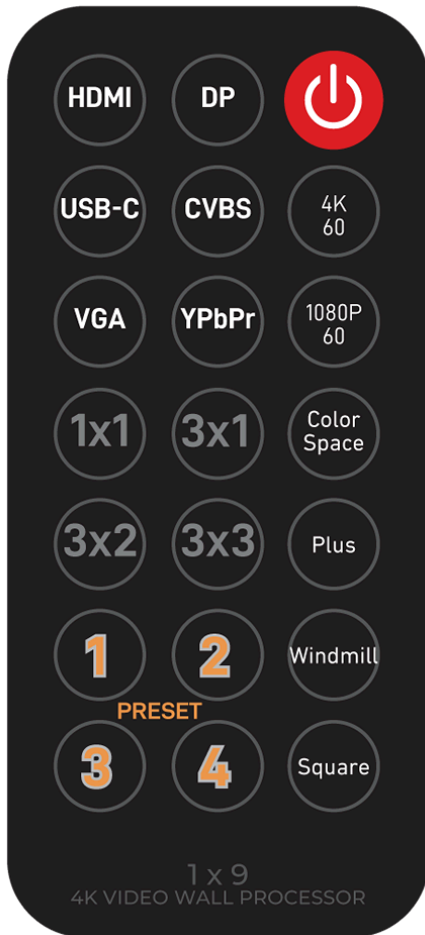 HDMI
DP
USB-C
CVBS
4K
60
VGA
YPbPr
1080P
60
1x1
3x1
Color
Space
3x2
3x3
Plus
1
2
Windmill
PRESET
3
4
Square
1 x 9
4K VIDEO WALL PROCESSOR